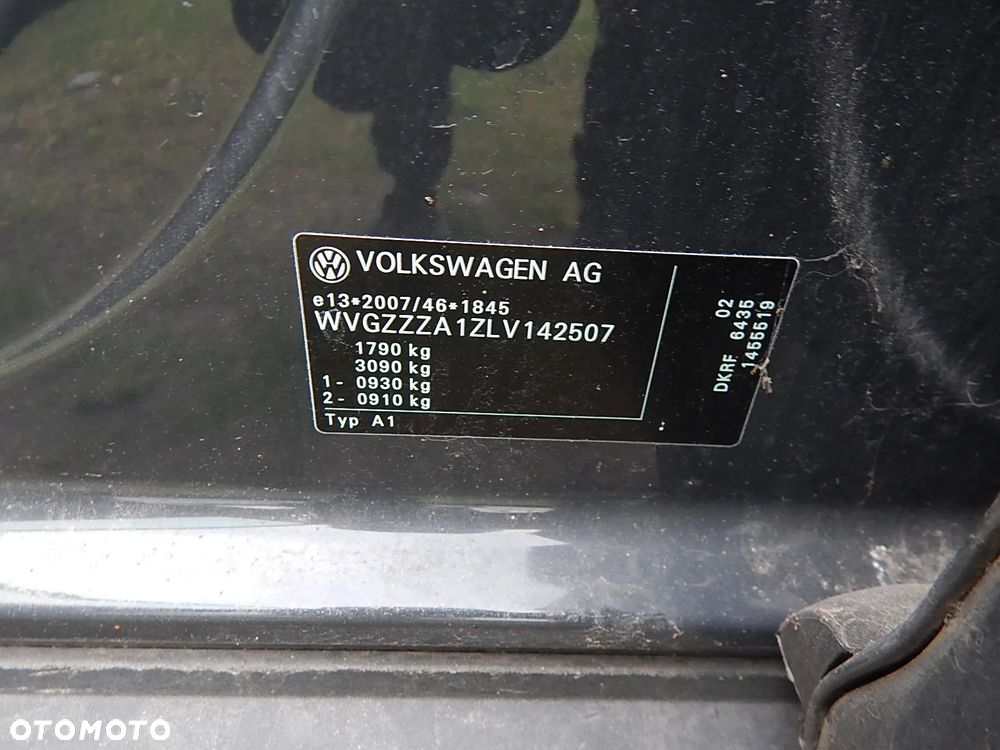 VOLKSWAGEN AG
e13*2007/46*1845
WVGZZZA1ZLV142507
1790 kg
3090 kg
1- 0930 kg
2- 0910 kg
Typ A1
02
DKRF 6435
1455519
OTOMOTO